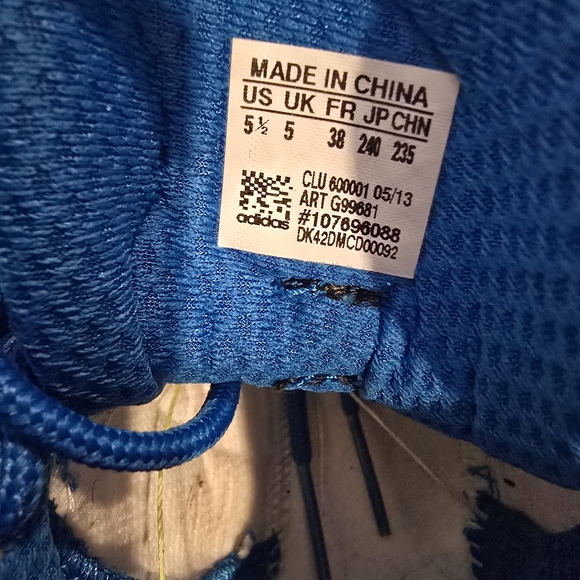 MADE IN CHINA
US UK FR JP CHN
5½ 5 38 240 235
CLU 600001 05/13
ART G99681
#107696088
DK42DMCD00092
adidas